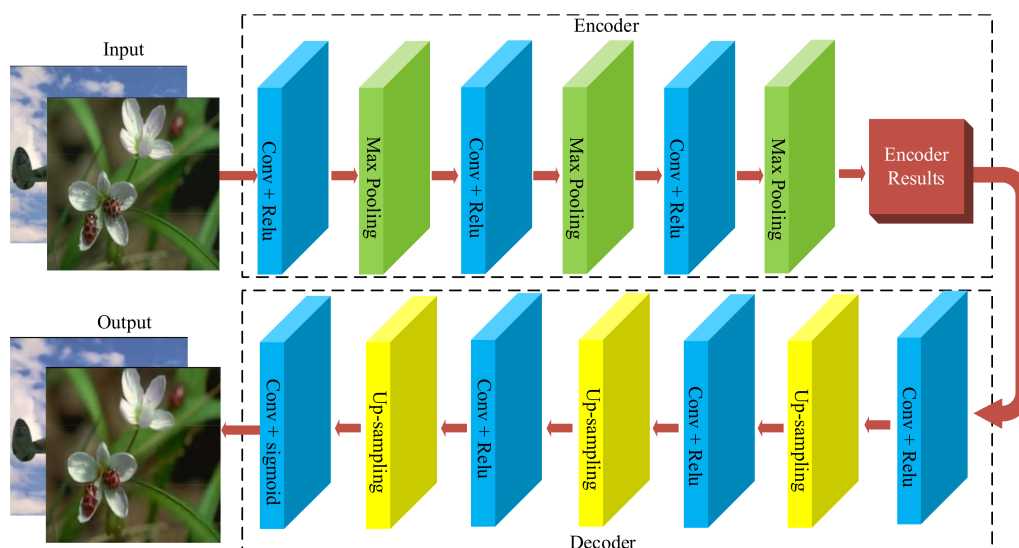 Encoder
Input
Conv + Relu
Max Pooling
Conv + Relu
Max Pooling
Conv + Relu
Max Pooling
Encoder
Results
Output
Conv + sigmoid
Up-sampling
Conv + Relu
Up-sampling
Conv + Relu
Up-sampling
Conv + Relu
Decoder